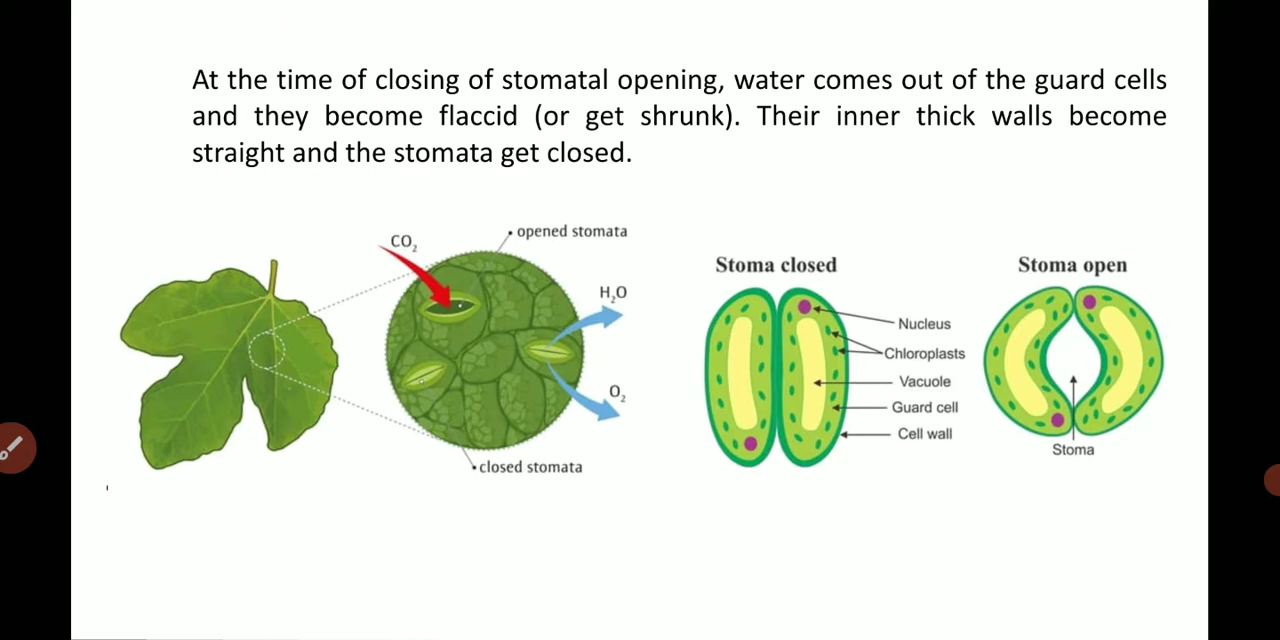 At the time of closing of stomatal opening, water comes out of the guard cells
and they become flaccid (or get shrunk). Their inner thick walls become
straight and the stomata get closed.
CO₂
opened stomata
H₂O
O₂
closed stomata
Stoma closed
Nucleus
Chloroplasts
Vacuole
Guard cell
Cell wall
Stoma open
Stoma